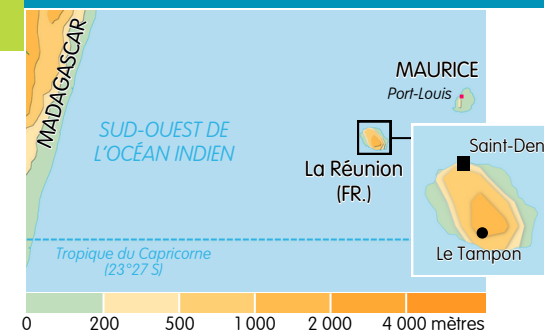 MADAGASCAR
MAURICE
Port-Louis
SUD-OUEST DE
L'OCÉAN INDIEN
La Réunion
(FR.)
Saint-Den
Le Tampon
Tropique du Capricorne
(23°27 S)
0 200 500 1 000 2 000 4 000 mètres